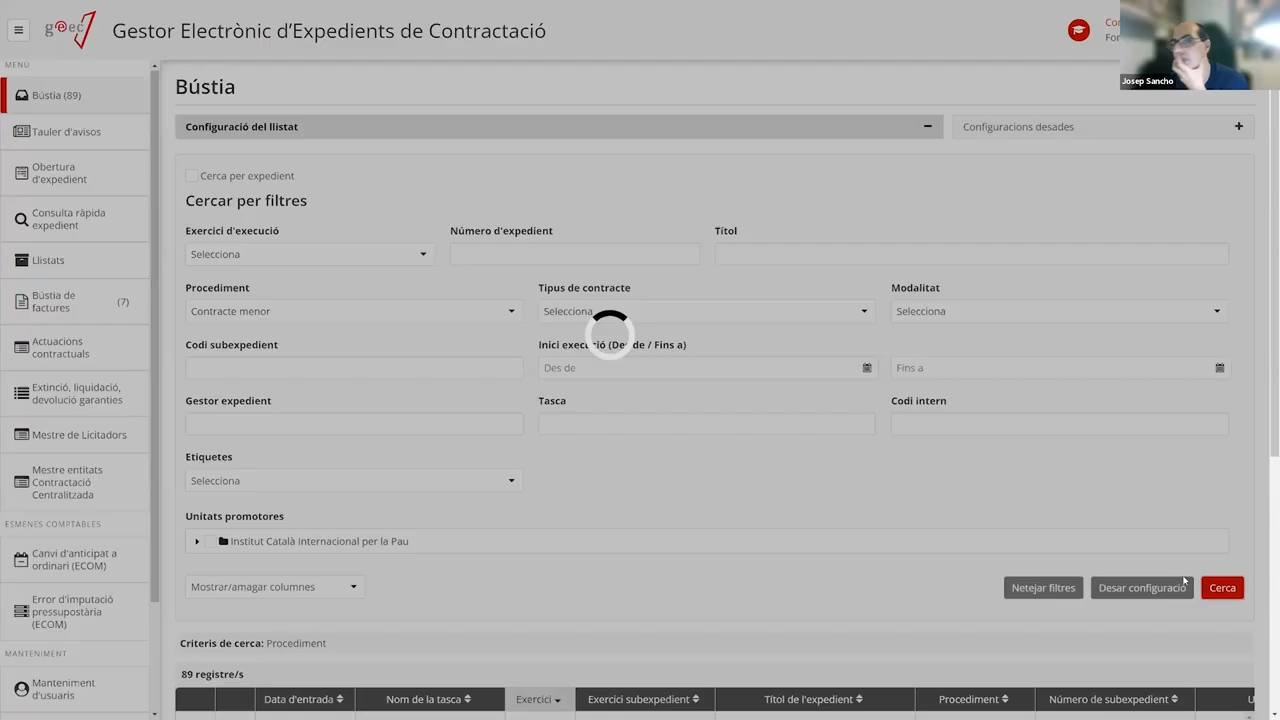 geec
Gestor Electrònic d'Expedients de Contractació
Josep Sancho
MENÚ
Bústia (89)
Tauler d'avisos
Obertura
d'expedient
Consulta ràpida
expedient
Llistats
Bústia de
factures
(7)
Actuacions
contractuals
Extinció, liquidació,
devolució garanties
Mestre de Licitadors
Mestre entitats
Contractació
Centralitzada
ESMENES COMPTABLES
Canvi d'anticipat a
ordinari (ECOM)
Error d'imputació
pressupostària
(ECOM)
MANTENIMENT
Manteniment
d'usuaris
Bústia
Configuració del llistat
Configuracions desades
Cerca per expedient
Cercar per filtres
Exercici d'execució
Número d'expedient
Títol
Selecciona
Procediment
Tipus de contracte
Modalitat
Contracte menor
Selecciona
Selecciona
Codi subexpedient
Inici execució (Des de / Fins a)
Des de
Fins a
Gestor expedient
Tasca
Codi intern
Etiquetes
Selecciona
Unitats promotores
Institut Català Internacional per la Pau
Mostrar/amagar columnes
Netejar filtres
Desar configuració
Cerca
Criteris de cerca: Procediment
89 registre/s
Data d'entrada
Nom de la tasca
Exercici
Exercici subexpedient
Títol de l'expedient
Procediment
Número de subexpedient